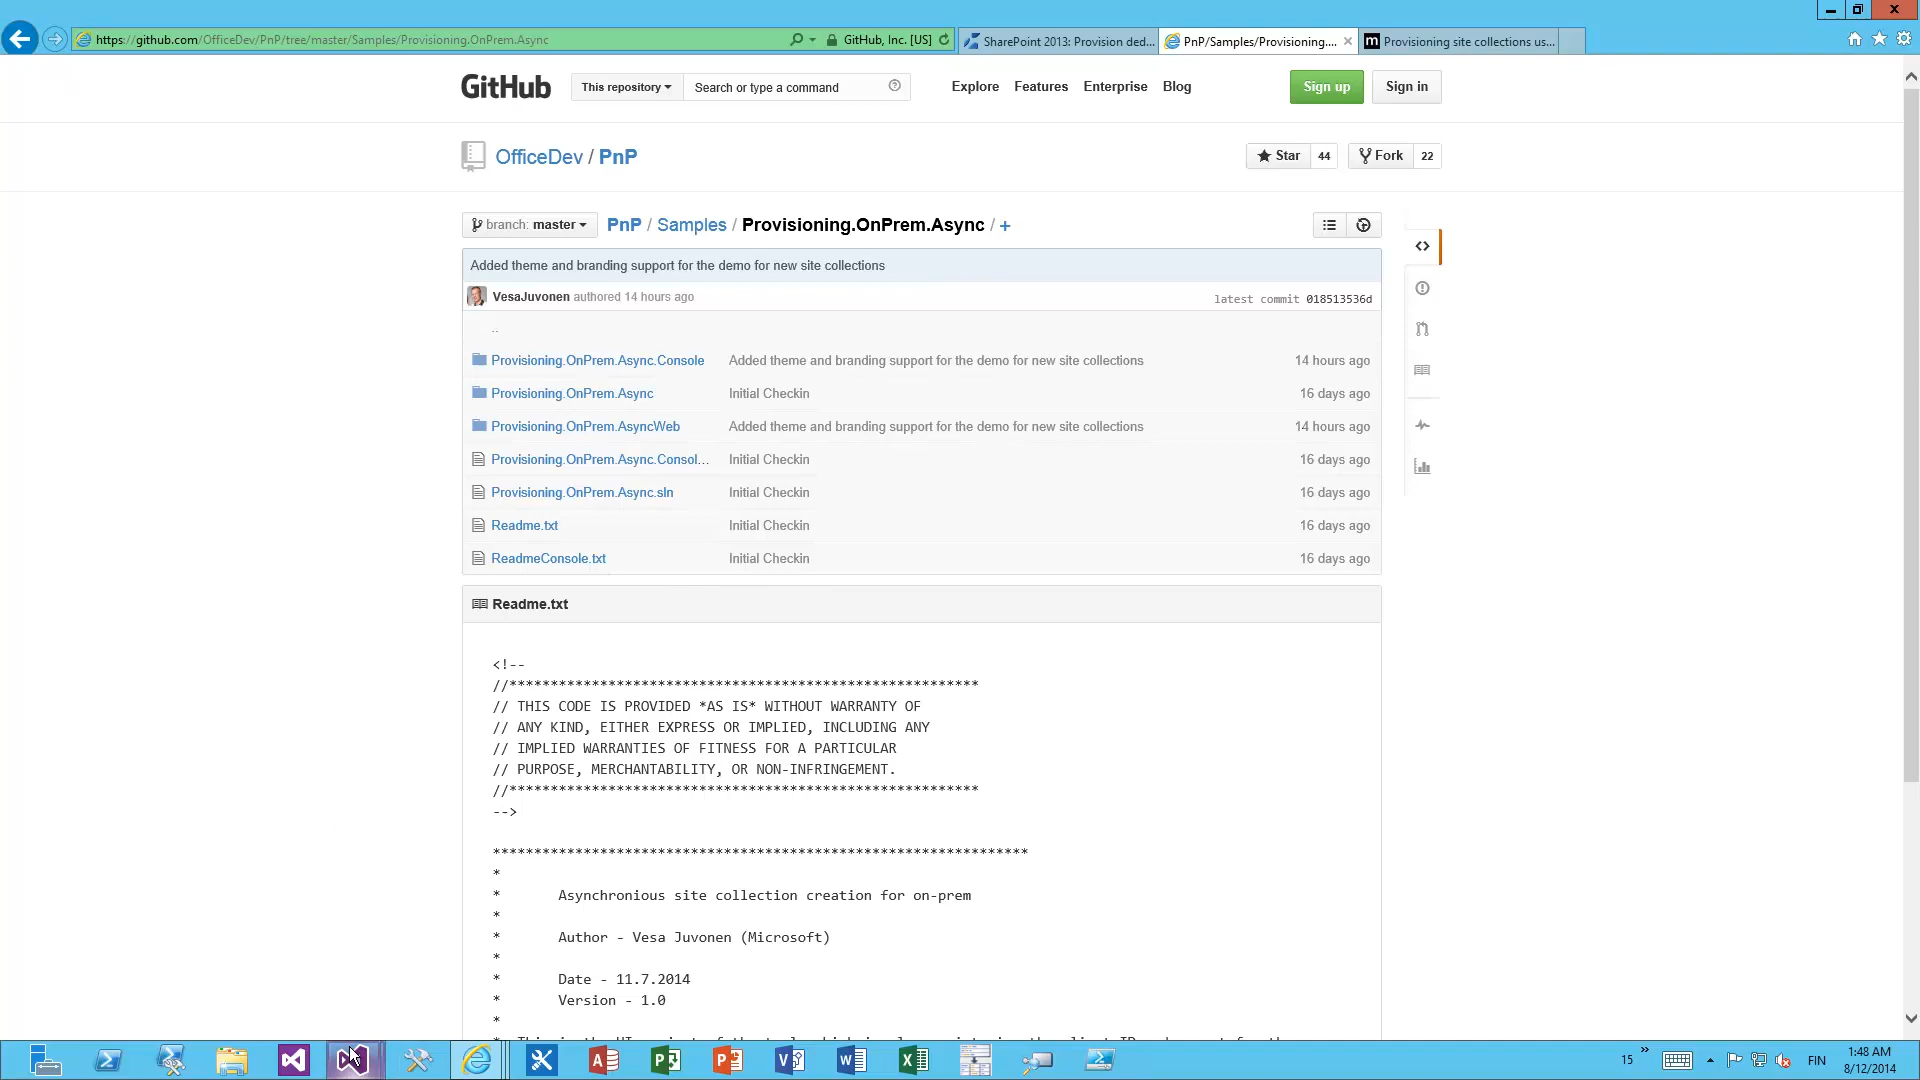 https://github.com/OfficeDev/PnP/tree/master/Samples/Provisioning.OnPrem.Async
GitHub, Inc. [US]
SharePoint 2013: Provision ded...
PnP/Samples/Provisioning....
Provisioning site collections us...
GitHub
This repository
Search or type a command
Explore
Features
Enterprise
Blog
Sign up
Sign in
OfficeDev / PnP
Star 44
Fork 22
branch: master
PnP / Samples / Provisioning.OnPrem.Async / +
Added theme and branding support for the demo for new site collections
VesaJuvonen authored 14 hours ago
latest commit 018513536d
..
Provisioning.OnPrem.Async.Console Added theme and branding support for the demo for new site collections 14 hours ago
Provisioning.OnPrem.Async Initial Checkin 16 days ago
Provisioning.OnPrem.AsyncWeb Added theme and branding support for the demo for new site collections 14 hours ago
Provisioning.OnPrem.Async.Consol... Initial Checkin 16 days ago
Provisioning.OnPrem.Async.sln Initial Checkin 16 days ago
Readme.txt Initial Checkin 16 days ago
ReadmeConsole.txt Initial Checkin 16 days ago
Readme.txt
<!--
//*********************************************************
// THIS CODE IS PROVIDED *AS IS* WITHOUT WARRANTY OF
// ANY KIND, EITHER EXPRESS OR IMPLIED, INCLUDING ANY
// IMPLIED WARRANTIES OF FITNESS FOR A PARTICULAR
// PURPOSE, MERCHANTABILITY, OR NON-INFRINGEMENT.
//*********************************************************
-->
*****************************************************************
*
* Asynchronious site collection creation for on-prem
*
* Author - Vesa Juvonen (Microsoft)
*
* Date - 11.7.2014
* Version - 1.0
*
15
FIN
1:48 AM
8/12/2014